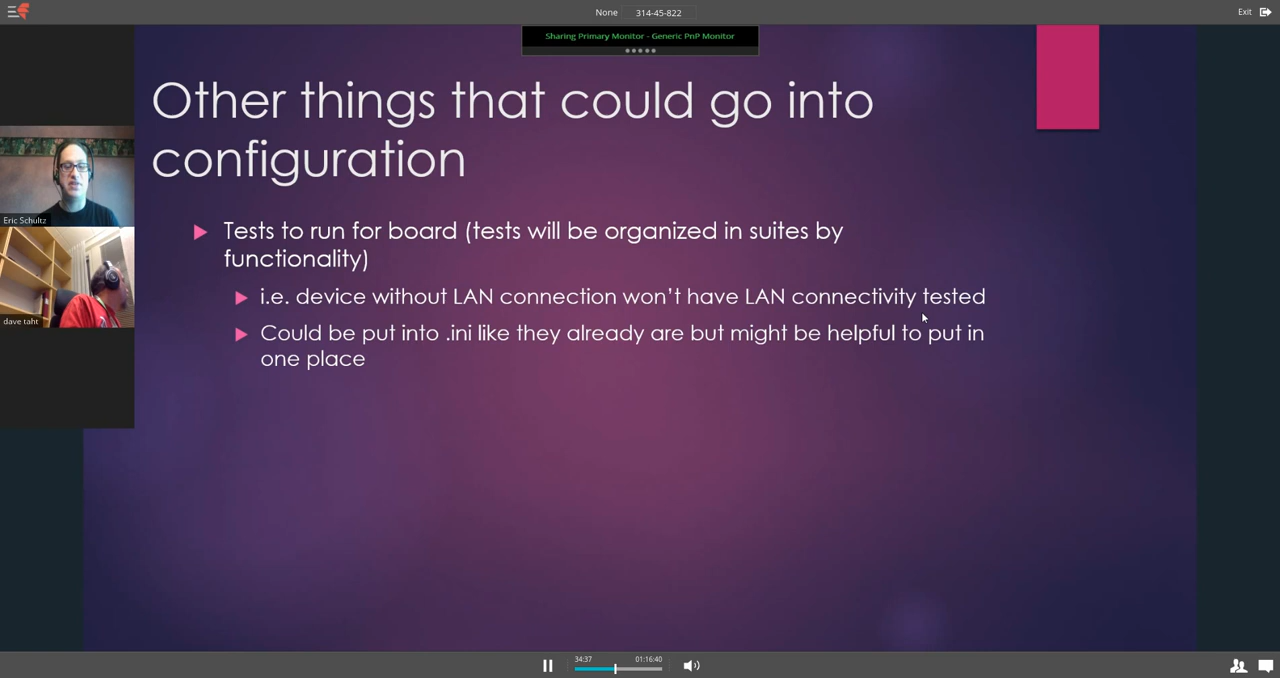 None 314-45-822
Exit
Sharing Primary Monitor - Generic PnP Monitor
Other things that could go into
configuration
Eric Schultz
dave taht
Tests to run for board (tests will be organized in suites by
functionality)
i.e. device without LAN connection won't have LAN connectivity tested
Could be put into .ini like they already are but might be helpful to put in
one place
34:37 01:16:40